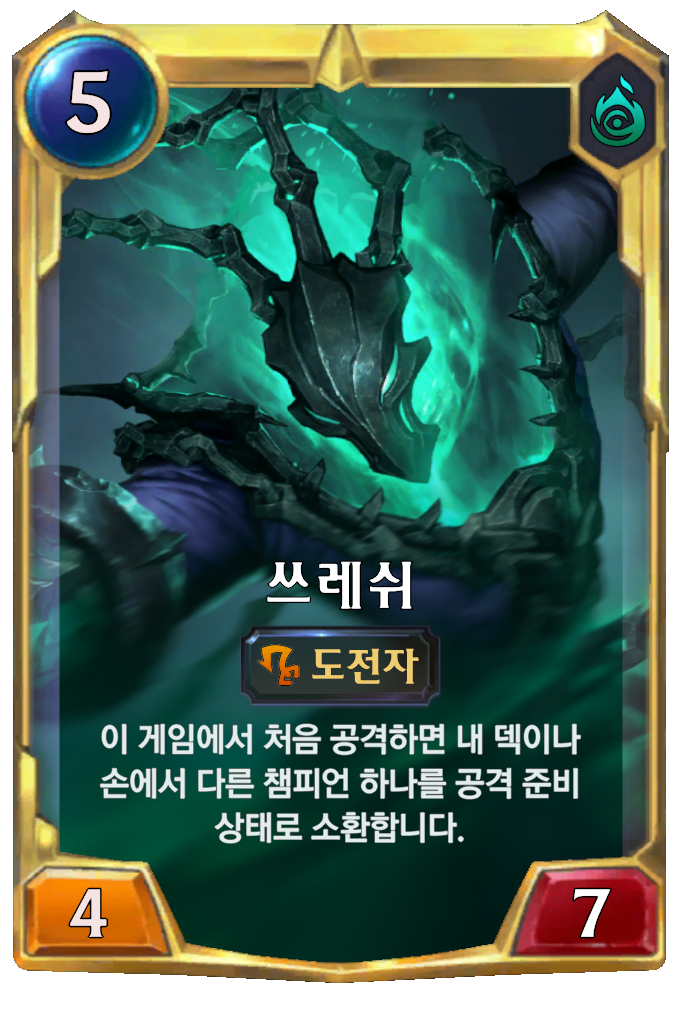 5
쓰레쉬
도전자
이 게임에서 처음 공격하면 내 덱이나
손에서 다른 챔피언 하나를 공격 준비
상태로 소환합니다.
4
7